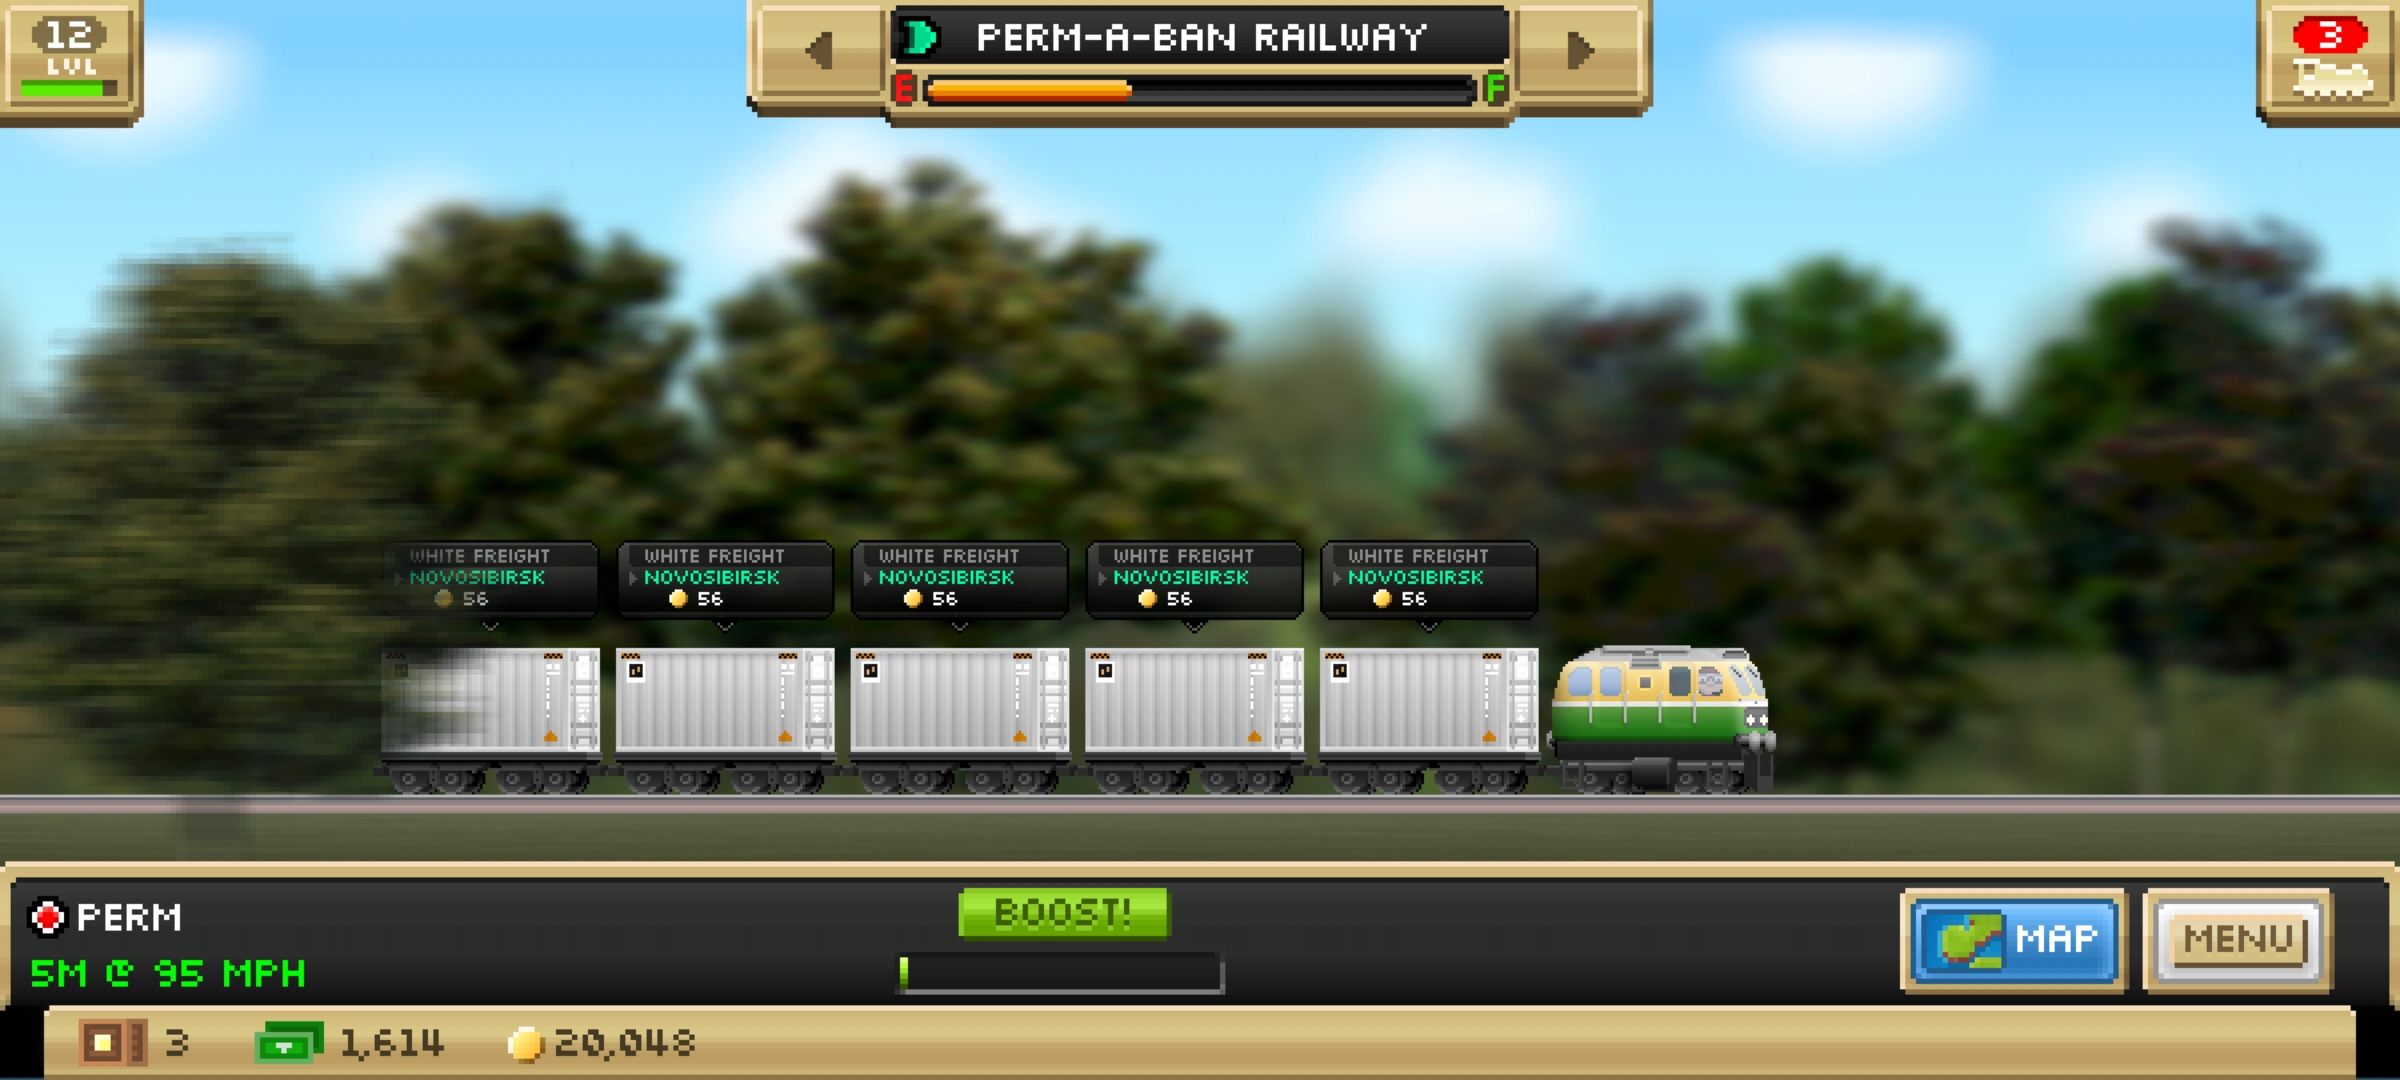 12
LVL
PERM-A-BAN RAILWAY
E F
3
WHITE FREIGHT
NOVOSIBIRSK
56
WHITE FREIGHT
NOVOSIBIRSK
56
WHITE FREIGHT
NOVOSIBIRSK
56
WHITE FREIGHT
NOVOSIBIRSK
56
WHITE FREIGHT
NOVOSIBIRSK
56
PERM
5M @ 95 MPH
BOOST!
MAP
MENU
3 1,614 20,048